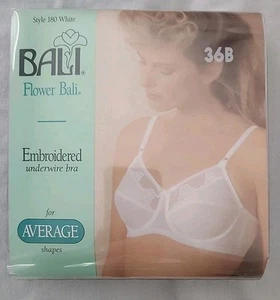 Style 180 White
BALI®
Flower Bali®
36B
Embroidered
underwire bra
for
AVERAGE
shapes